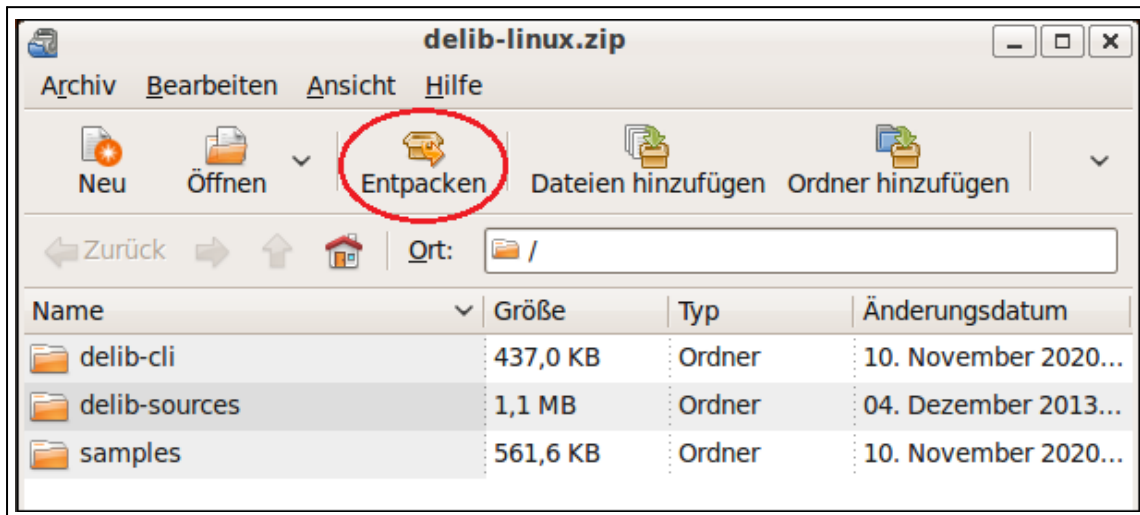 delib-linux.zip
Archiv Bearbeiten Ansicht Hilfe
Neu Öffnen Entpacken Dateien hinzufügen Ordner hinzufügen
Zurück Ort: /
Name Größe Typ Änderungsdatum
delib-cli 437,0 KB Ordner 10. November 2020...
delib-sources 1,1 MB Ordner 04. Dezember 2013...
samples 561,6 KB Ordner 10. November 2020...